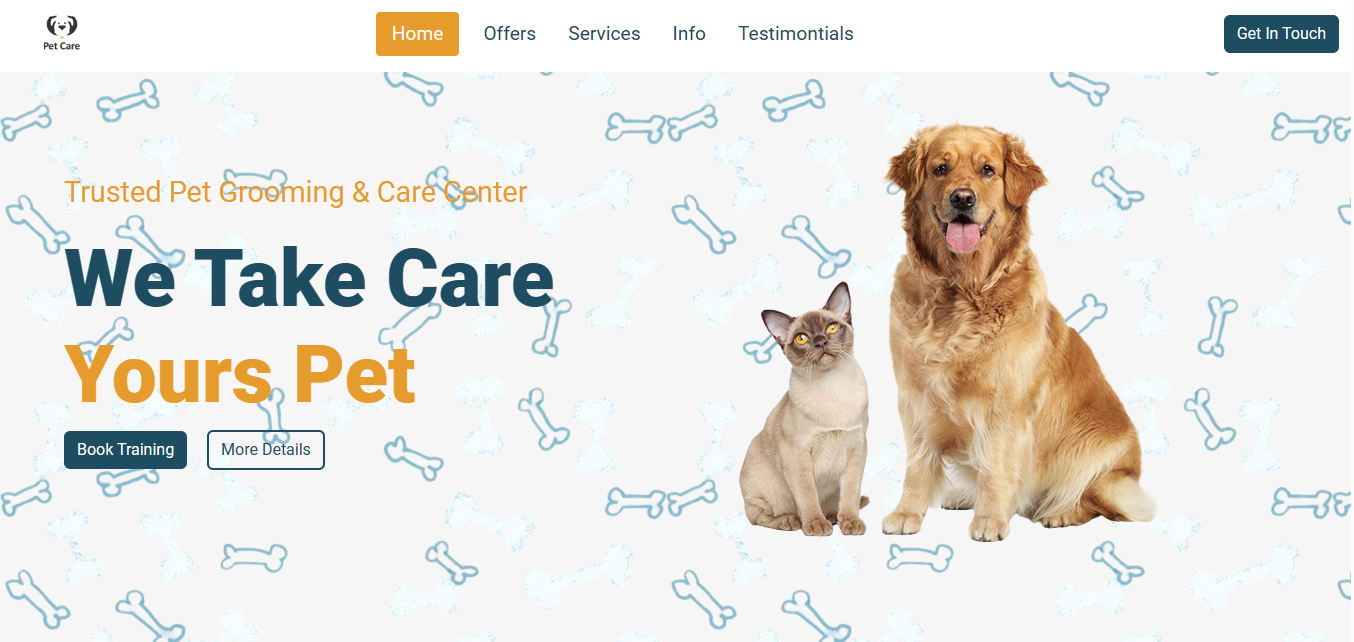 Pet Care
Home
Offers
Services
Info
Testimontials
Get In Touch
Trusted Pet Grooming & Care Center
We Take Care
Yours Pet
Book Training
More Details